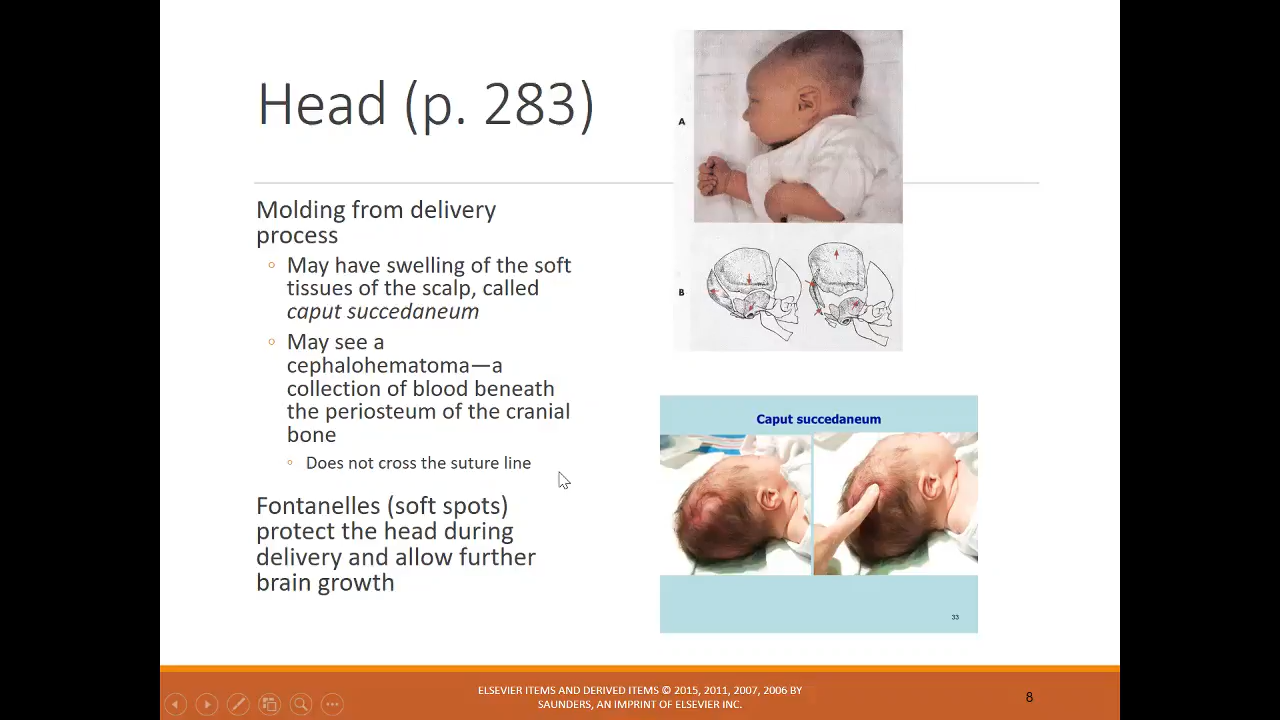 Head (p. 283)
Molding from delivery
process
◦ May have swelling of the soft
tissues of the scalp, called
caput succedaneum
◦ May see a
cephalohematoma—a
collection of blood beneath
the periosteum of the cranial
bone
◦ Does not cross the suture line
Fontanelles (soft spots)
protect the head during
delivery and allow further
brain growth
A
B
Caput succedaneum
33
ELSEVIER ITEMS AND DERIVED ITEMS © 2015, 2011, 2007, 2006 BY
SAUNDERS, AN IMPRINT OF ELSEVIER INC.
8